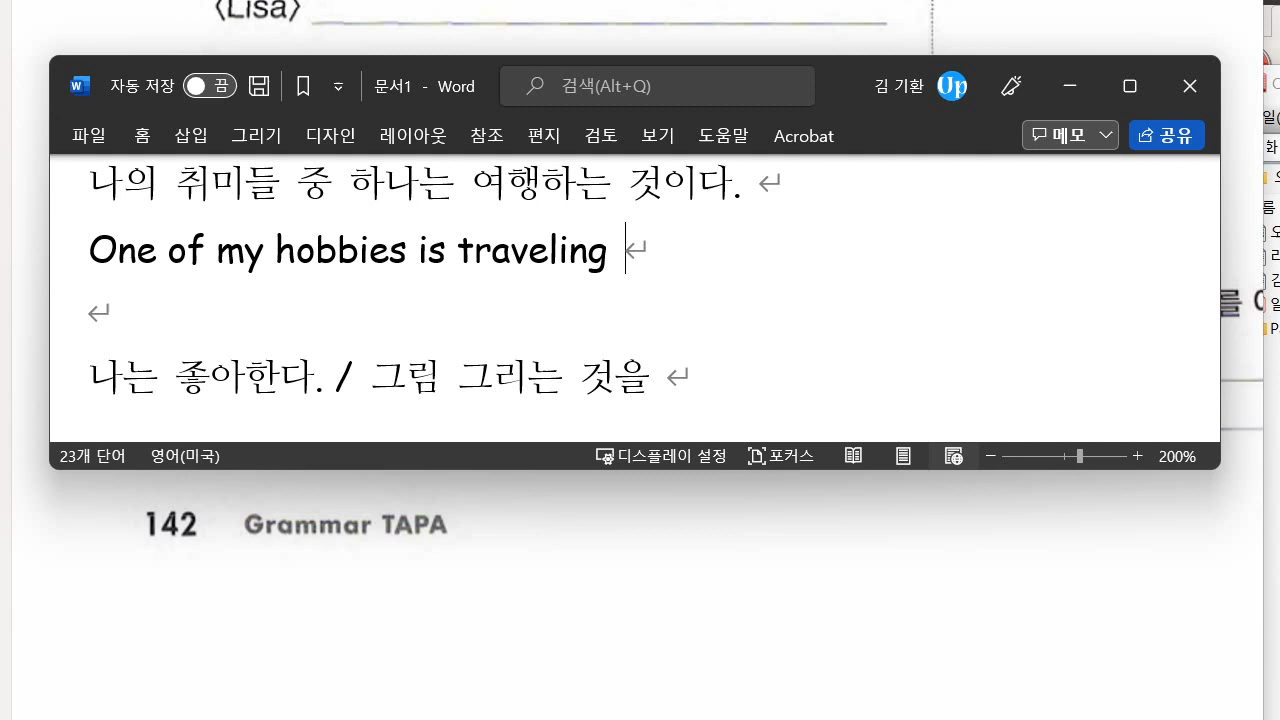 〈Lisa〉
자동 저장 끔 문서1 - Word 검색(Alt+Q) 김 기환 Up
파일 홈 삽입 그리기 디자인 레이아웃 참조 편지 검토 보기 도움말 Acrobat 메모 공유
나의 취미들 중 하나는 여행하는 것이다.
One of my hobbies is traveling
나는 좋아한다. / 그림 그리는 것을
23개 단어 영어(미국) 디스플레이 설정 포커스 200%
142 Grammar TAPA